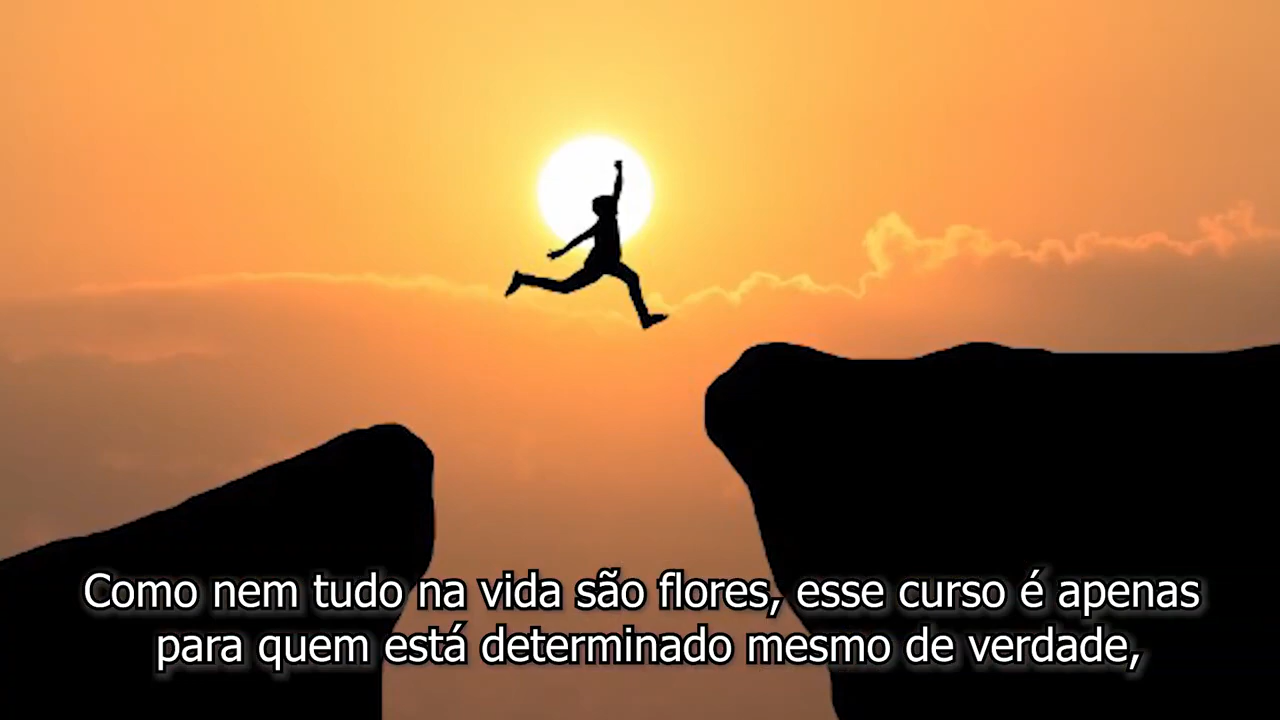 Como nem tudo na vida são flores, esse curso é apenas
para quem está determinado mesmo de verdade,